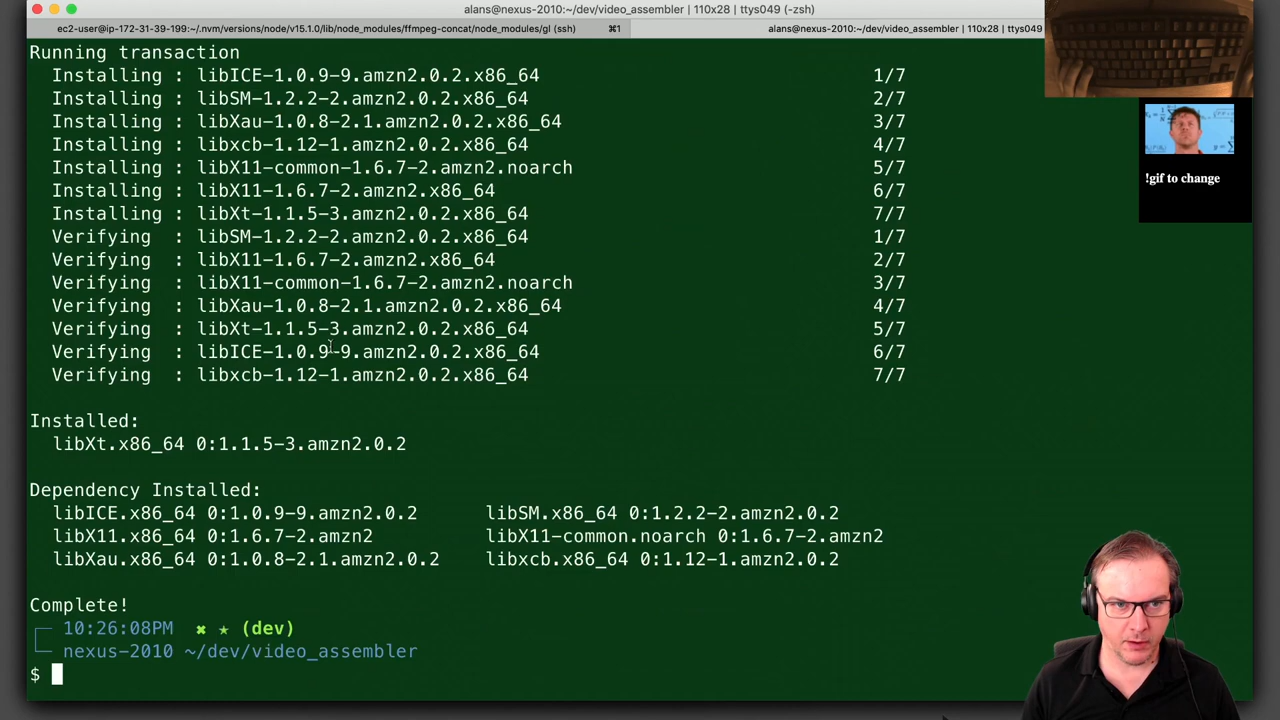 alans@nexus-2010:~/dev/video_assembler | 110x28 | ttys049 (-zsh)
ec2-user@ip-172-31-39-199:~/.nvm/versions/node/v15.1.0/lib/node_modules/ffmpeg-concat/node_modules/gl (ssh) ⌘1
alans@nexus-2010:~/dev/video_assembler | 110x28 | ttys049
Running transaction
Installing : libICE-1.0.9-9.amzn2.0.2.x86_64 1/7
Installing : libSM-1.2.2-2.amzn2.0.2.x86_64 2/7
Installing : libXau-1.0.8-2.1.amzn2.0.2.x86_64 3/7
Installing : libxcb-1.12-1.amzn2.0.2.x86_64 4/7
Installing : libX11-common-1.6.7-2.amzn2.noarch 5/7
Installing : libX11-1.6.7-2.amzn2.x86_64 6/7
Installing : libXt-1.1.5-3.amzn2.0.2.x86_64 7/7
Verifying : libSM-1.2.2-2.amzn2.0.2.x86_64 1/7
Verifying : libX11-1.6.7-2.amzn2.x86_64 2/7
Verifying : libX11-common-1.6.7-2.amzn2.noarch 3/7
Verifying : libXau-1.0.8-2.1.amzn2.0.2.x86_64 4/7
Verifying : libXt-1.1.5-3.amzn2.0.2.x86_64 5/7
Verifying : libICE-1.0.9-9.amzn2.0.2.x86_64 6/7
Verifying : libxcb-1.12-1.amzn2.0.2.x86_64 7/7
Installed:
libXt.x86_64 0:1.1.5-3.amzn2.0.2
Dependency Installed:
libICE.x86_64 0:1.0.9-9.amzn2.0.2 libSM.x86_64 0:1.2.2-2.amzn2.0.2
libX11.x86_64 0:1.6.7-2.amzn2 libX11-common.noarch 0:1.6.7-2.amzn2
libXau.x86_64 0:1.0.8-2.1.amzn2.0.2 libxcb.x86_64 0:1.12-1.amzn2.0.2
Complete!
10:26:08PM ✖ ★ (dev)
nexus-2010 ~/dev/video_assembler
$
!gif to change